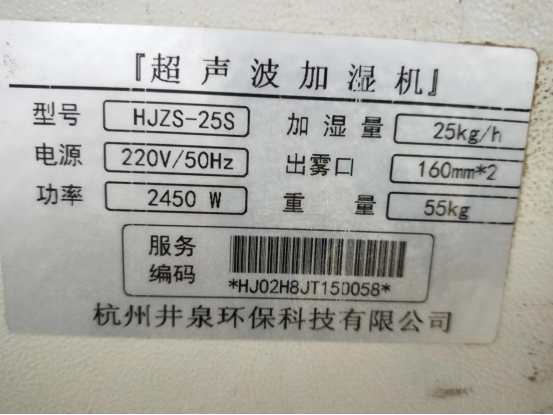 『超声波加湿机』
型号 HJZS-25S 加湿量 25kg/h
电源 220V/50Hz 出雾口 160mm*2
功率 2450 W 重量 55kg
服务
编码
*HJ02H8JT150058*
杭州井泉环保科技有限公司